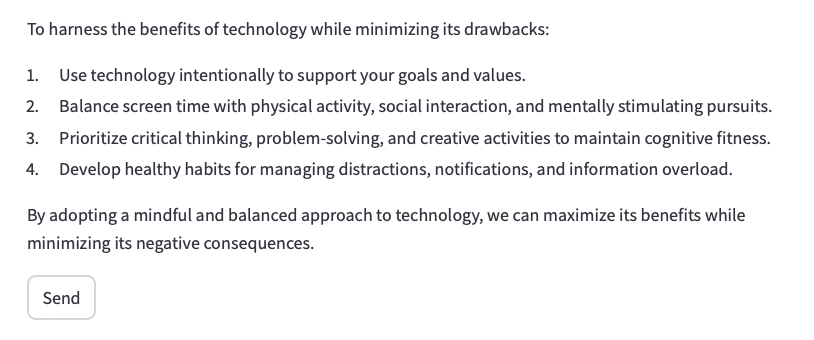 To harness the benefits of technology while minimizing its drawbacks:
1. Use technology intentionally to support your goals and values.
2. Balance screen time with physical activity, social interaction, and mentally stimulating pursuits.
3. Prioritize critical thinking, problem-solving, and creative activities to maintain cognitive fitness.
4. Develop healthy habits for managing distractions, notifications, and information overload.
By adopting a mindful and balanced approach to technology, we can maximize its benefits while
minimizing its negative consequences.
Send